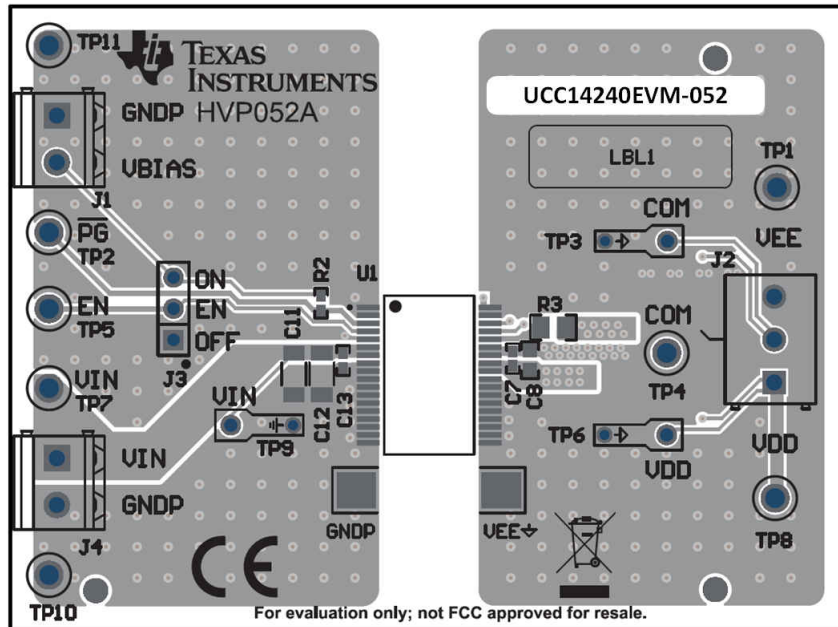 TP11
TEXAS
INSTRUMENTS
HVP052A
GNDP
VBIAS
J1
PG
TP2
EN
TP5
ON
EN
OFF
J3
R2
U1
C11
C12
C13
VIN
TP7
VIN
TP9
VIN
GNDP
J4
TP10
GNDP
CE
UCC14240EVM-052
LBL1
TP1
VEE
COM
TP3
J2
R3
COM
TP4
C7
C8
TP6
VDD
VDD
TP8
VEE
For evaluation only; not FCC approved for resale.